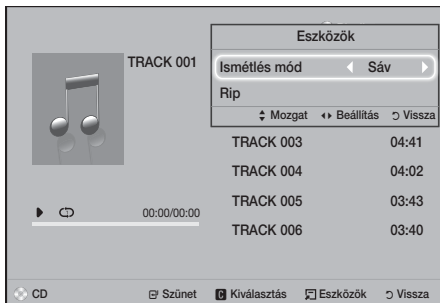 TRACK 001
Eszközök
Ismétlés mód Sáv
Rip
Mozgat Beállítás Vissza
TRACK 003 04:41
TRACK 004 04:02
TRACK 005 03:43
TRACK 006 03:40
00:00/00:00
CD Szünet C Kiválasztás Eszközök Vissza